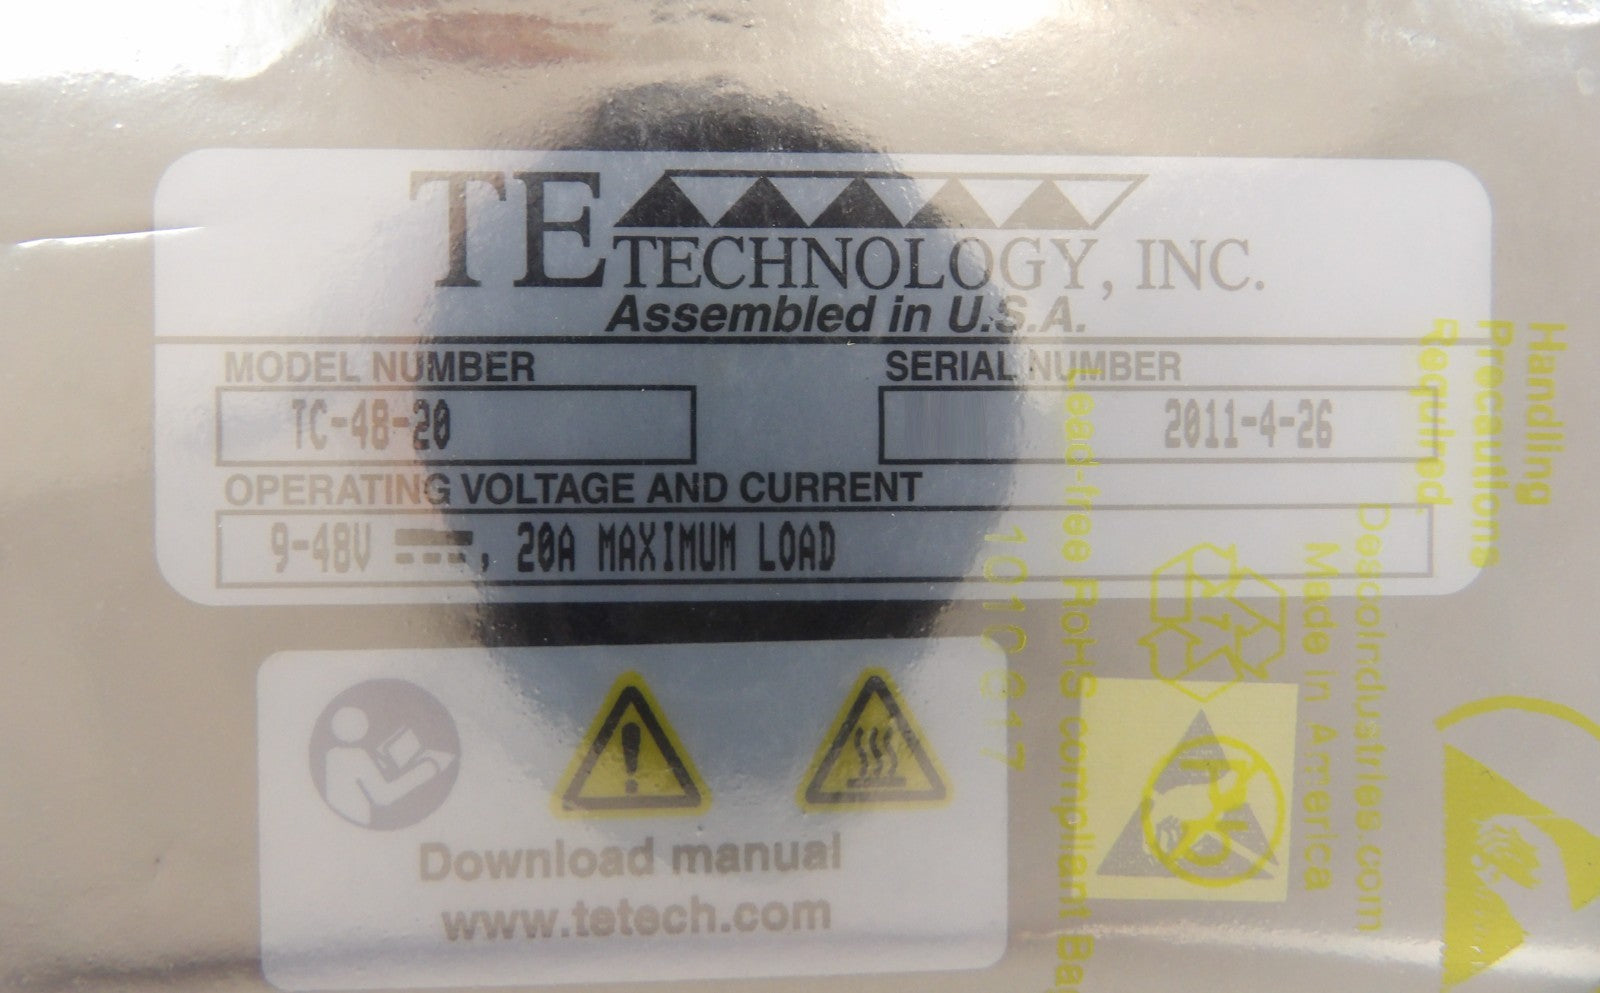 TE TECHNOLOGY, INC.
Assembled in U.S.A.
MODEL NUMBER
TC-48-20
SERIAL NUMBER
2011-4-26
OPERATING VOLTAGE AND CURRENT
9-48V ⎓, 20A MAXIMUM LOAD
Download manual
www.tetech.com
Handling
Precautions
Required.
DescoIndustries.com
Made in America
Lead-free RoHS compliant Bag